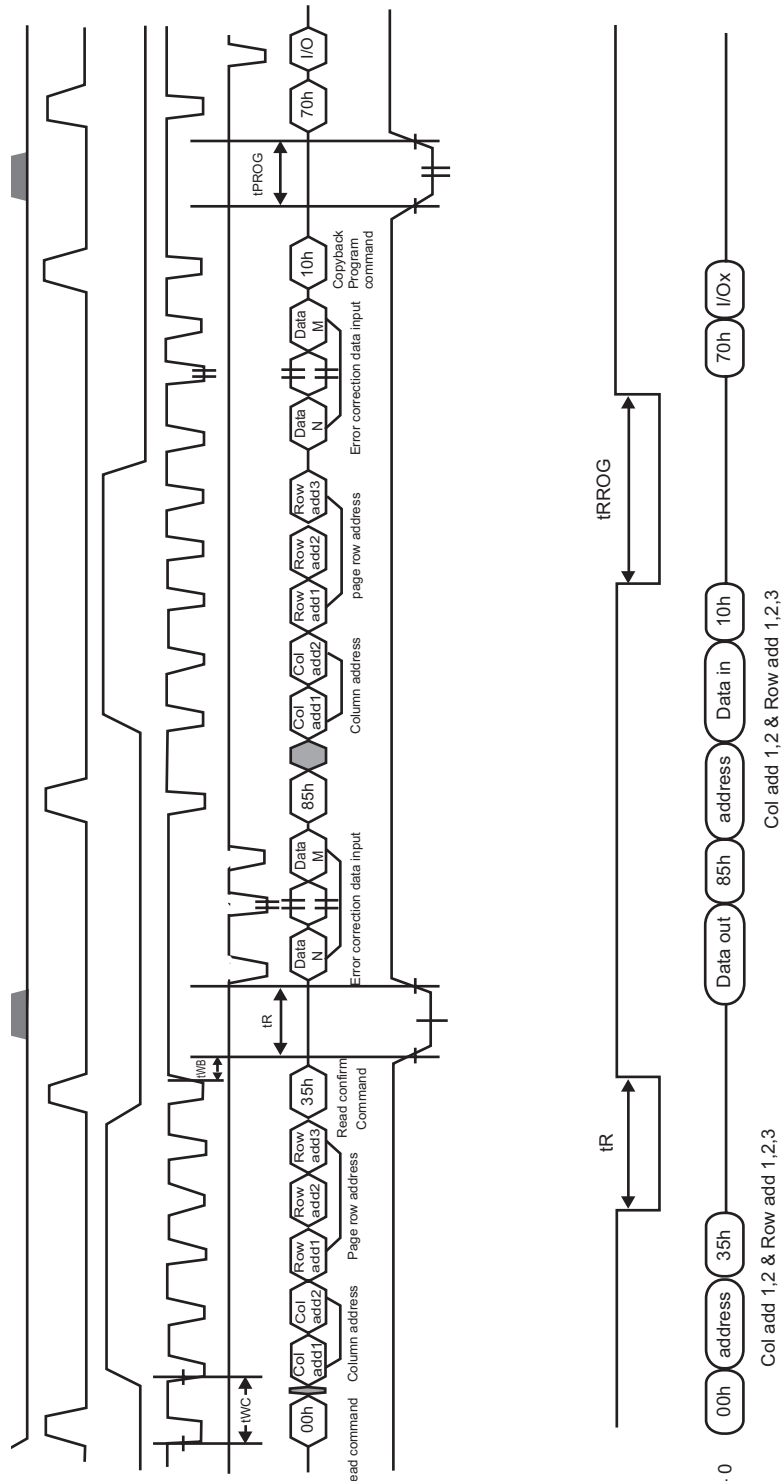 tWB
tWC
tR
tPROG
00h
Col add1
Col add2
Row add1
Row add2
Row add3
35h
Data N
Data M
85h
Col add1
Col add2
Row add1
Row add2
Row add3
Data N
Data M
10h
70h
I/O
ead command
Column address
Page row address
Read confirm
Command
Error correction data input
Column address
page row address
Error correction data input
Copyback
Program
command
tR
tRROG
00h
address
35h
Data out
85h
address
Data in
10h
70h
I/Ox
0
Col add 1,2 & Row add 1,2,3
Col add 1,2 & Row add 1,2,3